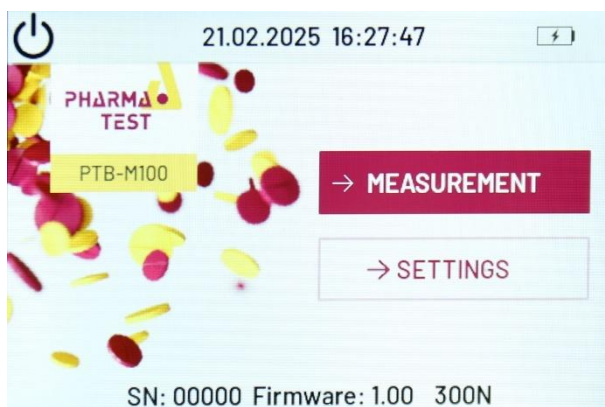 21.02.2025 16:27:47
PHARMA
TEST
PTB-M100
→ MEASUREMENT
→ SETTINGS
SN: 00000 Firmware: 1.00 300N